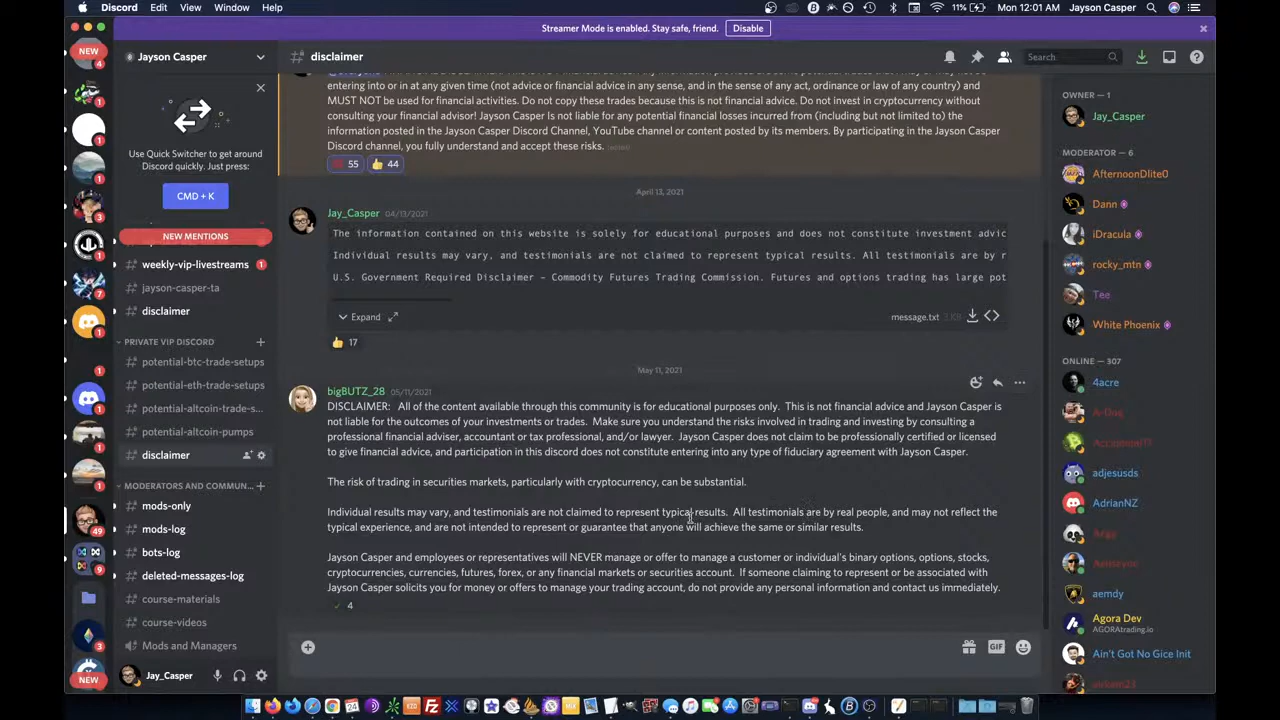 Discord Edit View Window Help 11% Mon 12:01 AM Jayson Casper
Streamer Mode is enabled. Stay safe, friend. Disable
NEW
Jayson Casper
disclaimer
Search
Use Quick Switcher to get around
Discord quickly. Just press:
CMD + K
NEW MENTIONS
weekly-vip-livestreams 1
jayson-casper-ta
disclaimer
PRIVATE VIP DISCORD
potential-btc-trade-setups
potential-eth-trade-setups
potential-altcoin-trade-s...
potential-altcoin-pumps
disclaimer
MODERATORS AND COMMUN...
mods-only
mods-log
bots-log
deleted-messages-log
course-materials
course-videos
Mods and Managers
Jay_Casper
NEW
entering into or in at any given time (not advice or financial advice in any sense, and in the sense of any act, ordinance or law of any country) and
MUST NOT be used for financial activities. Do not copy these trades because this is not financial advice. Do not invest in cryptocurrency without
consulting your financial advisor! Jayson Casper Is not liable for any potential financial losses incurred from (including but not limited to) the
information posted in the Jayson Casper Discord Channel, YouTube channel or content posted by its members. By participating in the Jayson Casper
Discord channel, you fully understand and accept these risks. (edited)
55 44
April 13, 2021
Jay_Casper 04/13/2021
The information contained on this website is solely for educational purposes and does not constitute investment advic
Individual results may vary, and testimonials are not claimed to represent typical results. All testimonials are by r
U.S. Government Required Disclaimer – Commodity Futures Trading Commission. Futures and options trading has large pot
Expand message.txt 3 KB
17
May 11, 2021
bigBUTZ_28 05/11/2021
DISCLAIMER: All of the content available through this community is for educational purposes only. This is not financial advice and Jayson Casper is
not liable for the outcomes of your investments or trades. Make sure you understand the risks involved in trading and investing by consulting a
professional financial adviser, accountant or tax professional, and/or lawyer. Jayson Casper does not claim to be professionally certified or licensed
to give financial advice, and participation in this discord does not constitute entering into any type of fiduciary agreement with Jayson Casper.
The risk of trading in securities markets, particularly with cryptocurrency, can be substantial.
Individual results may vary, and testimonials are not claimed to represent typical results. All testimonials are by real people, and may not reflect the
typical experience, and are not intended to represent or guarantee that anyone will achieve the same or similar results.
Jayson Casper and employees or representatives will NEVER manage or offer to manage a customer or individual's binary options, options, stocks,
cryptocurrencies, currencies, futures, forex, or any financial markets or securities account. If someone claiming to represent or be associated with
Jayson Casper solicits you for money or offers to manage your trading account, do not provide any personal information and contact us immediately.
4
GIF
OWNER — 1
Jay_Casper
MODERATOR — 6
AfternoonDlite0
Dann
iDracula
rocky_mtn
Tee
White Phoenix
ONLINE — 307
4acre
A-Dug
adjesusds
AdrianNZ
aemdy
Agora Dev
AGORAtrading.io
Ain't Got No Gice Init